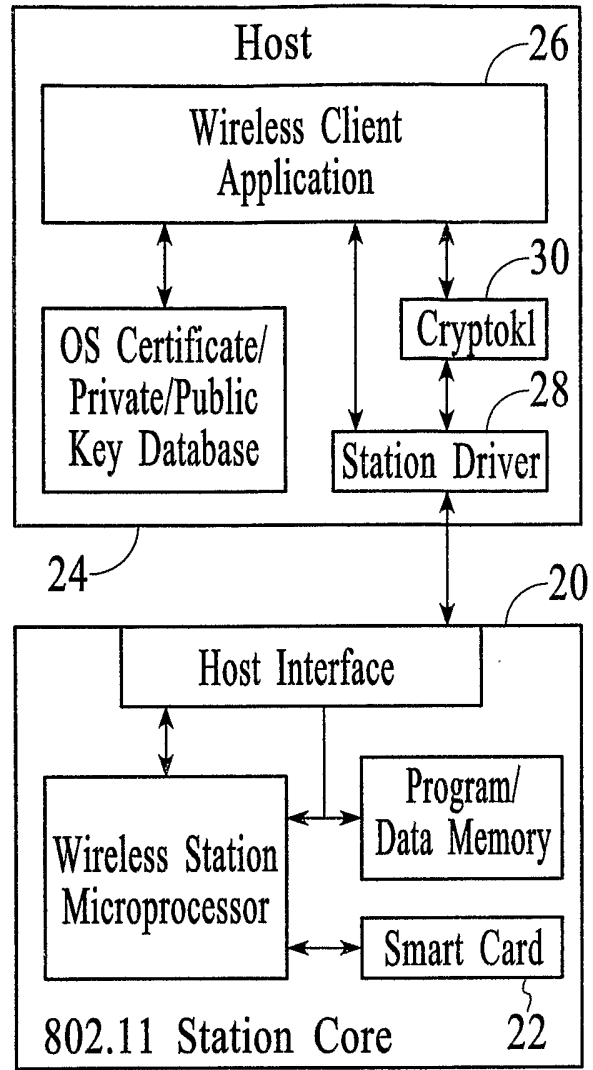 Host
26
Wireless Client
Application
30
Cryptokl
OS Certificate/
Private/Public
Key Database
28
Station Driver
24
20
Host Interface
Program/
Data Memory
Wireless Station
Microprocessor
Smart Card
22
802.11 Station Core